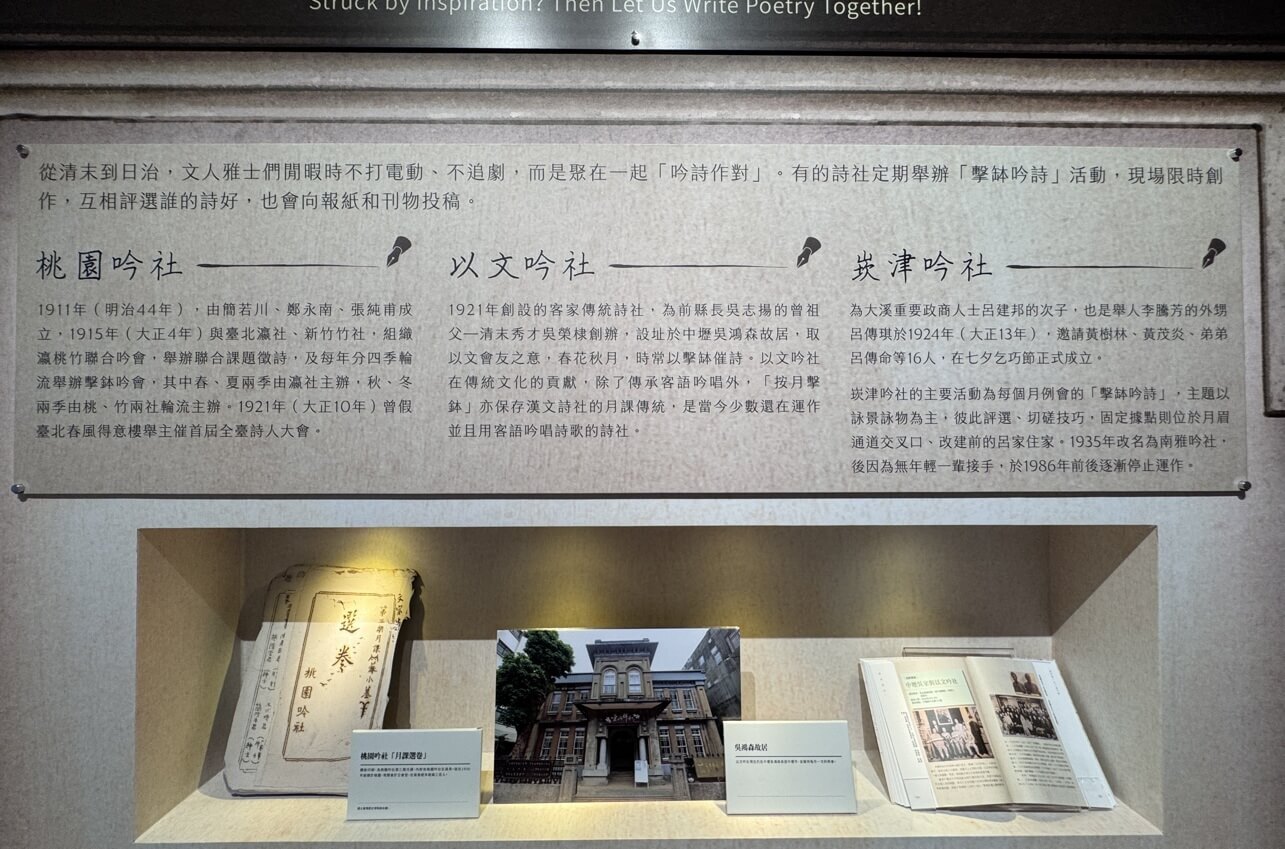 Struck by Inspiration? Then Let Us Write Poetry Together!
從清末到日治，文人雅士們閒暇時不打電動、不追劇，而是聚在一起「吟詩作對」。有的詩社定期舉辦「擊缽吟詩」活動，現場限時創
作，互相評選誰的詩好，也會向報紙和刊物投稿。
桃園吟社
1911年（明治44年），由簡若川、鄭永南、張純甫成
立，1915年（大正4年）與臺北瀛社、新竹竹社，組織
瀛桃竹聯合吟會，舉辦聯合課題徵詩，及每年分四季輪
流舉辦擊鉢吟會，其中春、夏兩季由瀛社主辦，秋、冬
兩季由桃、竹兩社輪流主辦。1921年（大正10年）曾假
臺北春風得意樓舉主催首屆全臺詩人大會。
以文吟社
1921年創設的客家傳統詩社，為前縣長吳志揚的曾祖
父—清末秀才吳榮棣創辦，設址於中壢吳鴻森故居，取
以文會友之意，春花秋月，時常以擊缽催詩。以文吟社
在傳統文化的貢獻，除了傳承客語吟唱外，「按月擊
鉢」亦保存漢文詩社的月課傳統，是當今少數還在運作
並且用客語吟唱詩歌的詩社。
崁津吟社
為大溪重要政商人士呂建邦的次子，也是舉人李騰芳的外甥
呂傳琪於1924年（大正13年），邀請黃樹林、黃茂炎、弟弟
呂傳命等16人，在七夕乞巧節正式成立。
崁津吟社的主要活動為每個月例會的「擊缽吟詩」，主題以
詠景詠物為主，彼此評選、切磋技巧，固定據點則位於月眉
通道交叉口、改建前的呂家住家。1935年改名為南雅吟社，
後因為無年輕一輩接手，於1986年前後逐漸停止運作。
選卷
桃園吟社
桃園吟社「月課選卷」
吳鴻森故居
中壢吳家與以文吟社